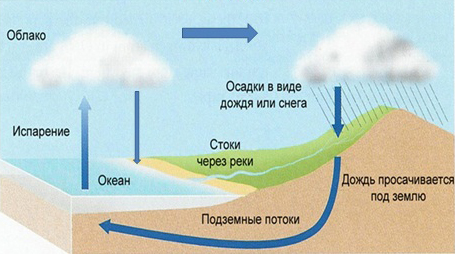 Облако
Осадки в виде
дождя или снега
Испарение
Стоки
через реки
Океан
Дождь просачивается
под землю
Подземные потоки